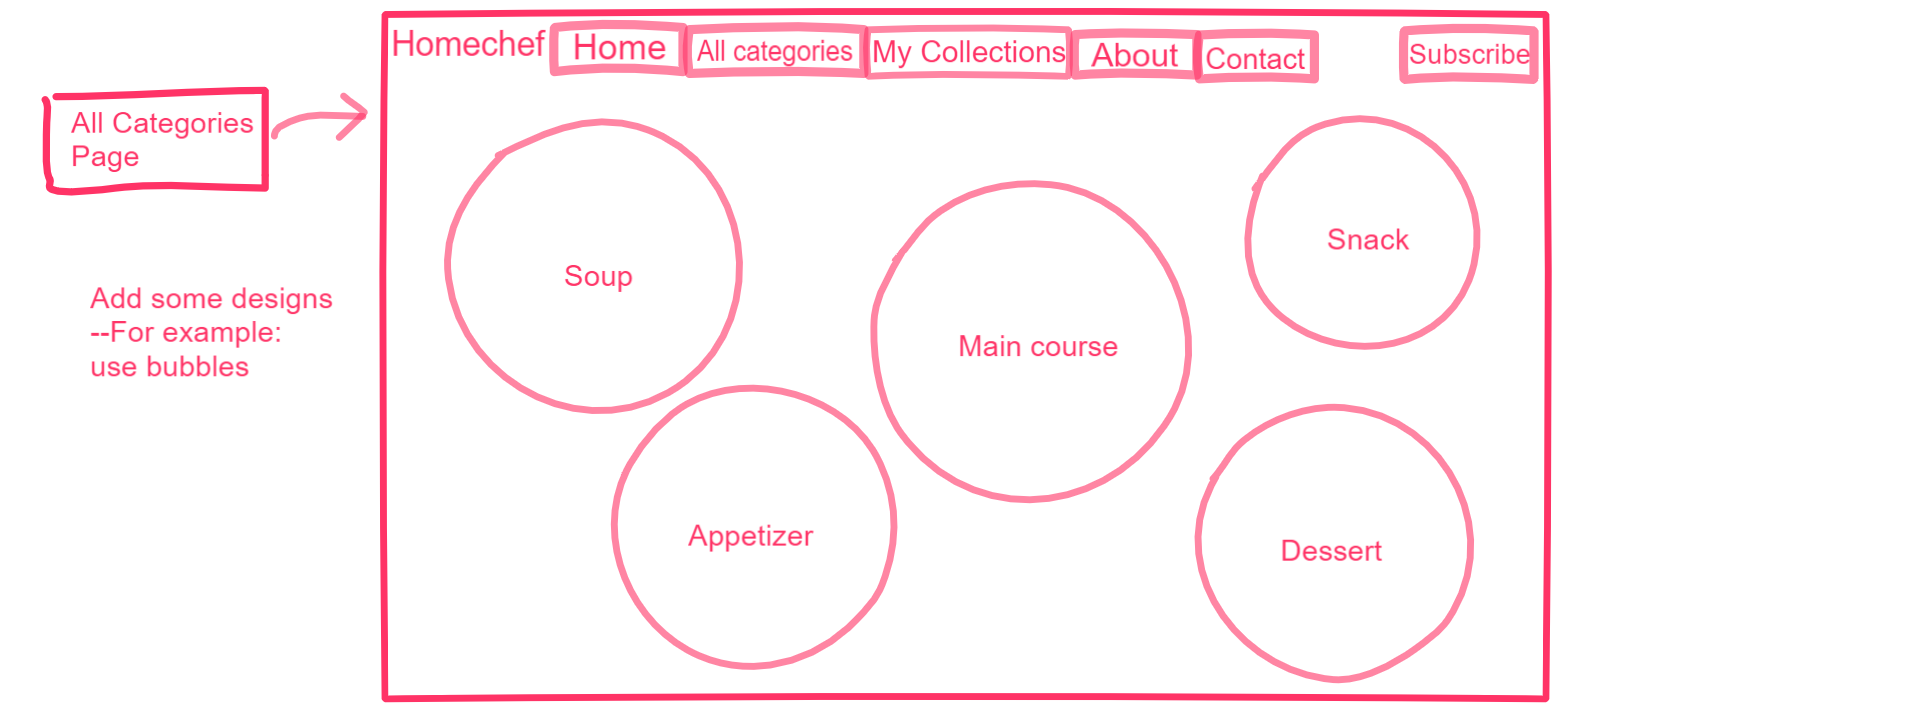 Homechef
Home
All categories
My Collections
About
Contact
Subscribe
All Categories
Page
Add some designs
--For example:
use bubbles
Soup
Main course
Snack
Appetizer
Dessert